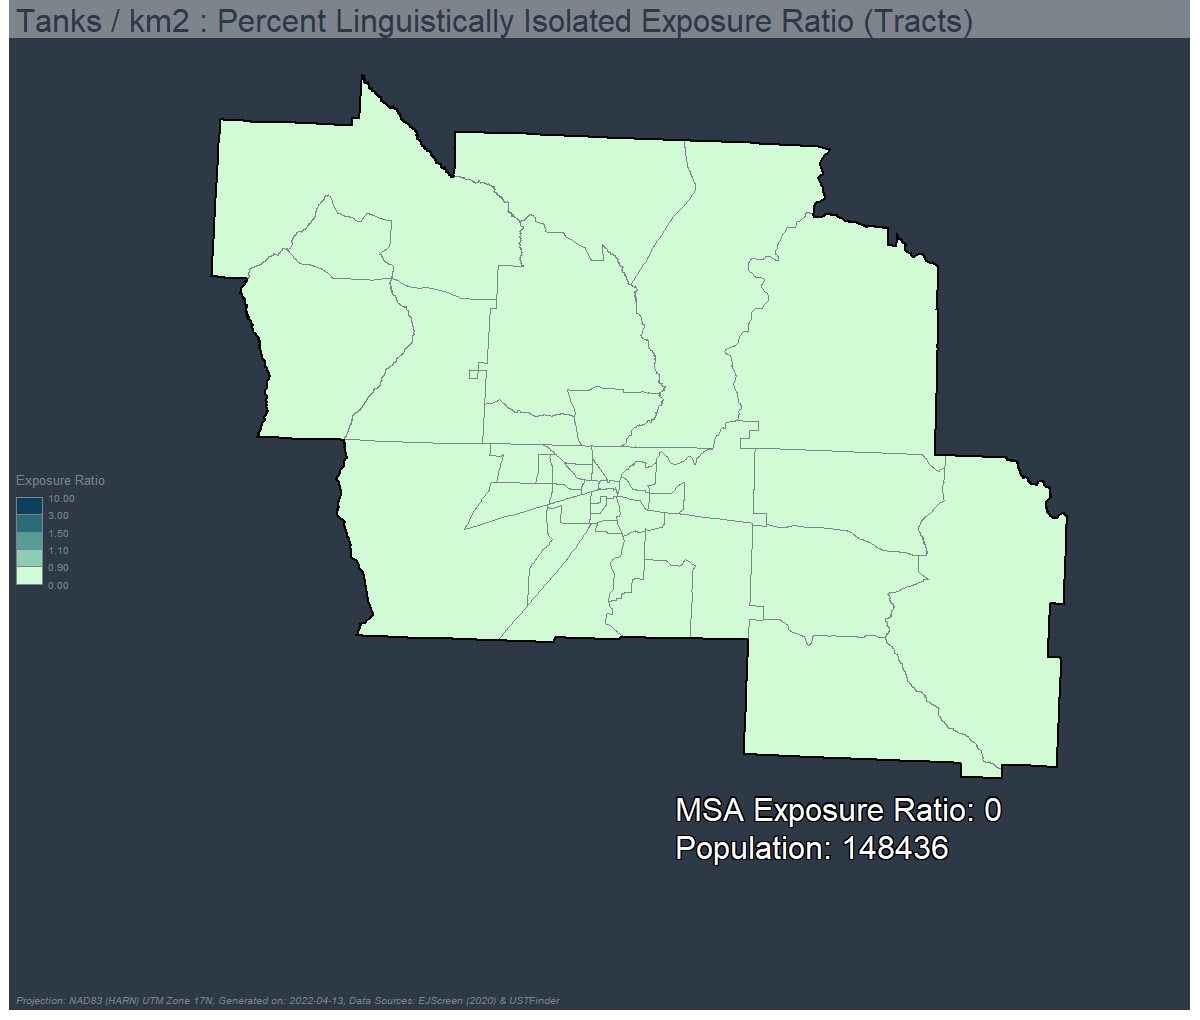 Tanks / km2 : Percent Linguistically Isolated Exposure Ratio (Tracts)
Exposure Ratio
10.00
3.00
1.50
1.10
0.90
0.00
MSA Exposure Ratio: 0
Population: 148436
Projection: NAD83 (HARN) UTM Zone 17N, Generated on: 2022-04-13, Data Sources: EJScreen (2020) & USTFinder